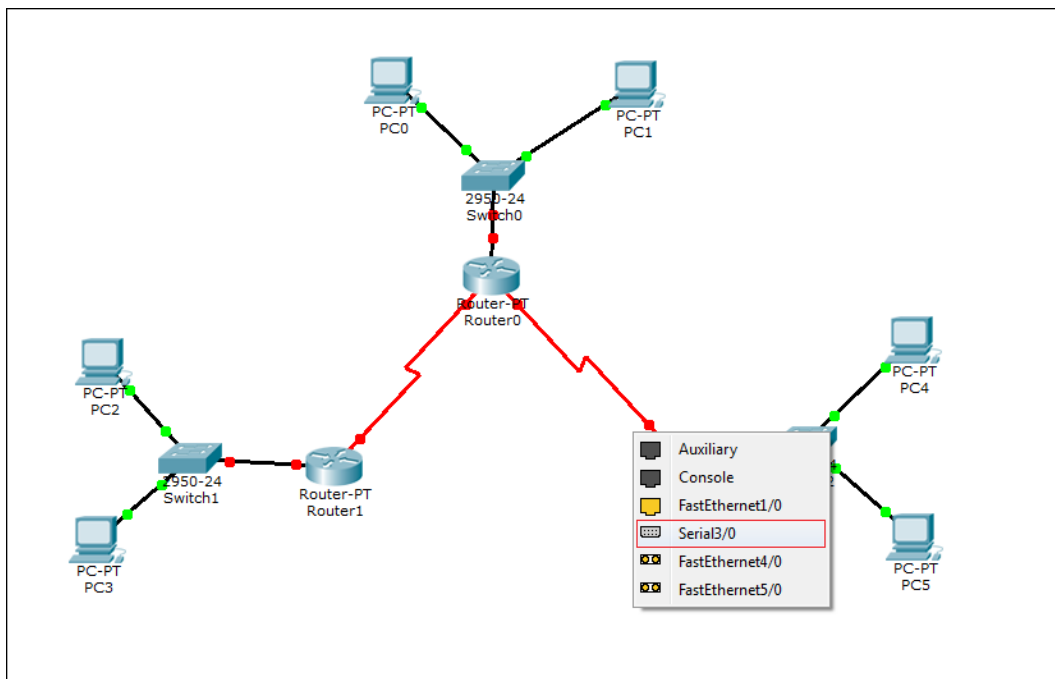 PC-PT
PC0
PC-PT
PC1
2950-24
Switch0
Router-PT
Router0
PC-PT
PC2
2950-24
Switch1
PC-PT
PC3
Router-PT
Router1
PC-PT
PC4
PC-PT
PC5
Auxiliary
Console
FastEthernet1/0
Serial3/0
FastEthernet4/0
FastEthernet5/0